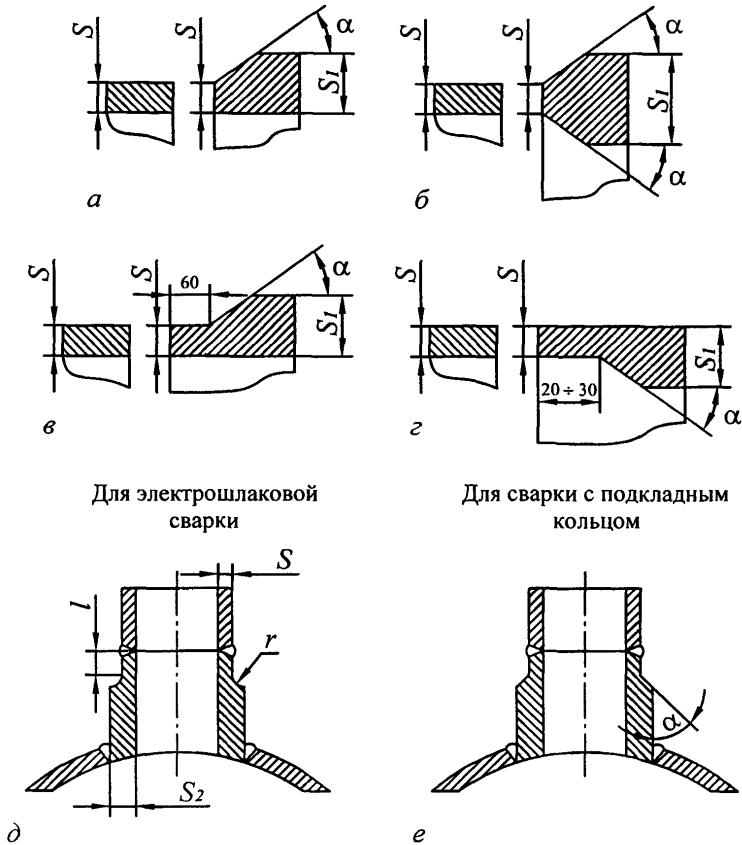 S S α S₁
а
S S α S₁ α
б
S S 60 α S₁
в
S S 20 ÷ 30 S₁ α
г
Для электрошлаковой
сварки
Для сварки с подкладным
кольцом
S
l
r
S₂
д
α
е